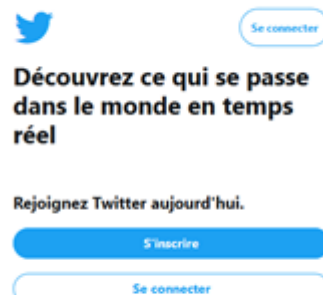 Se connecter
Découvrez ce qui se passe
dans le monde en temps
réel
Rejoignez Twitter aujourd'hui.
S'inscrire
Se connecter